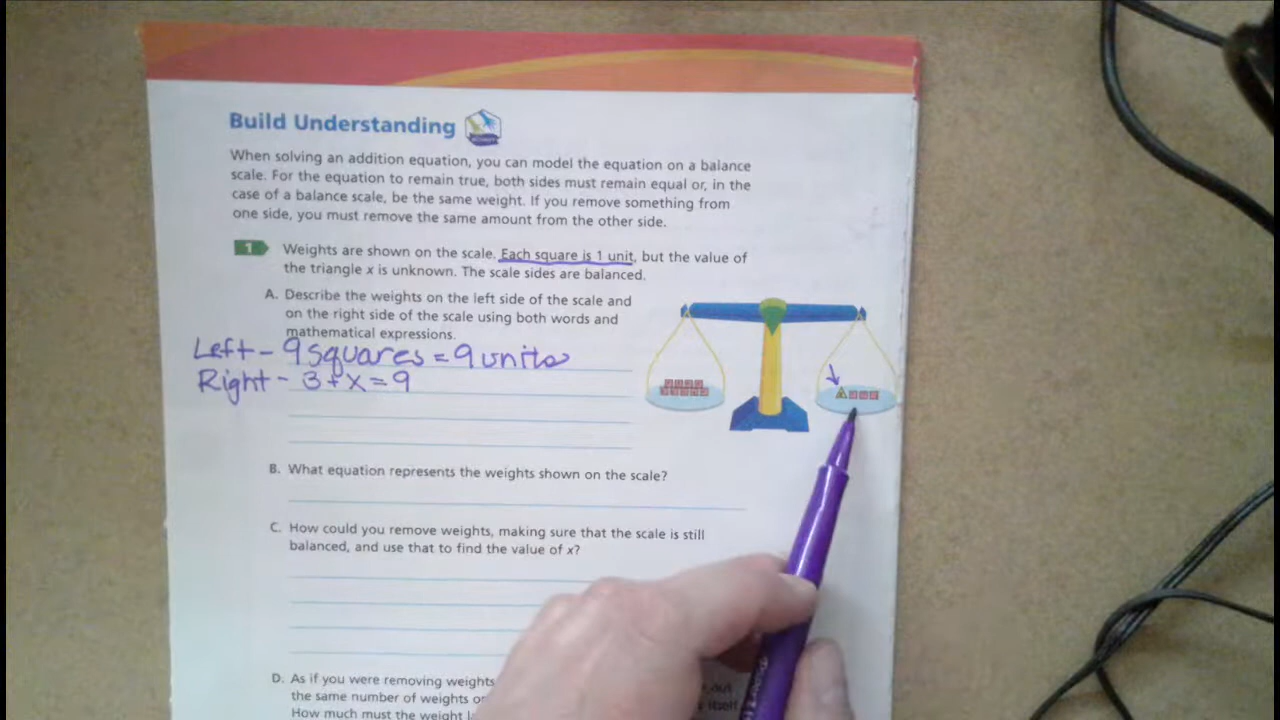 Build Understanding
When solving an addition equation, you can model the equation on a balance
scale. For the equation to remain true, both sides must remain equal or, in the
case of a balance scale, be the same weight. If you remove something from
one side, you must remove the same amount from the other side.
1 Weights are shown on the scale. Each square is 1 unit, but the value of
the triangle x is unknown. The scale sides are balanced.
A. Describe the weights on the left side of the scale and
on the right side of the scale using both words and
mathematical expressions.
Left - 9 squares = 9 units
Right - 3 + x = 9
B. What equation represents the weights shown on the scale?
C. How could you remove weights, making sure that the scale is still
balanced, and use that to find the value of x?
D. As if you were removing weights
the same number of weights itself
How much must the weight